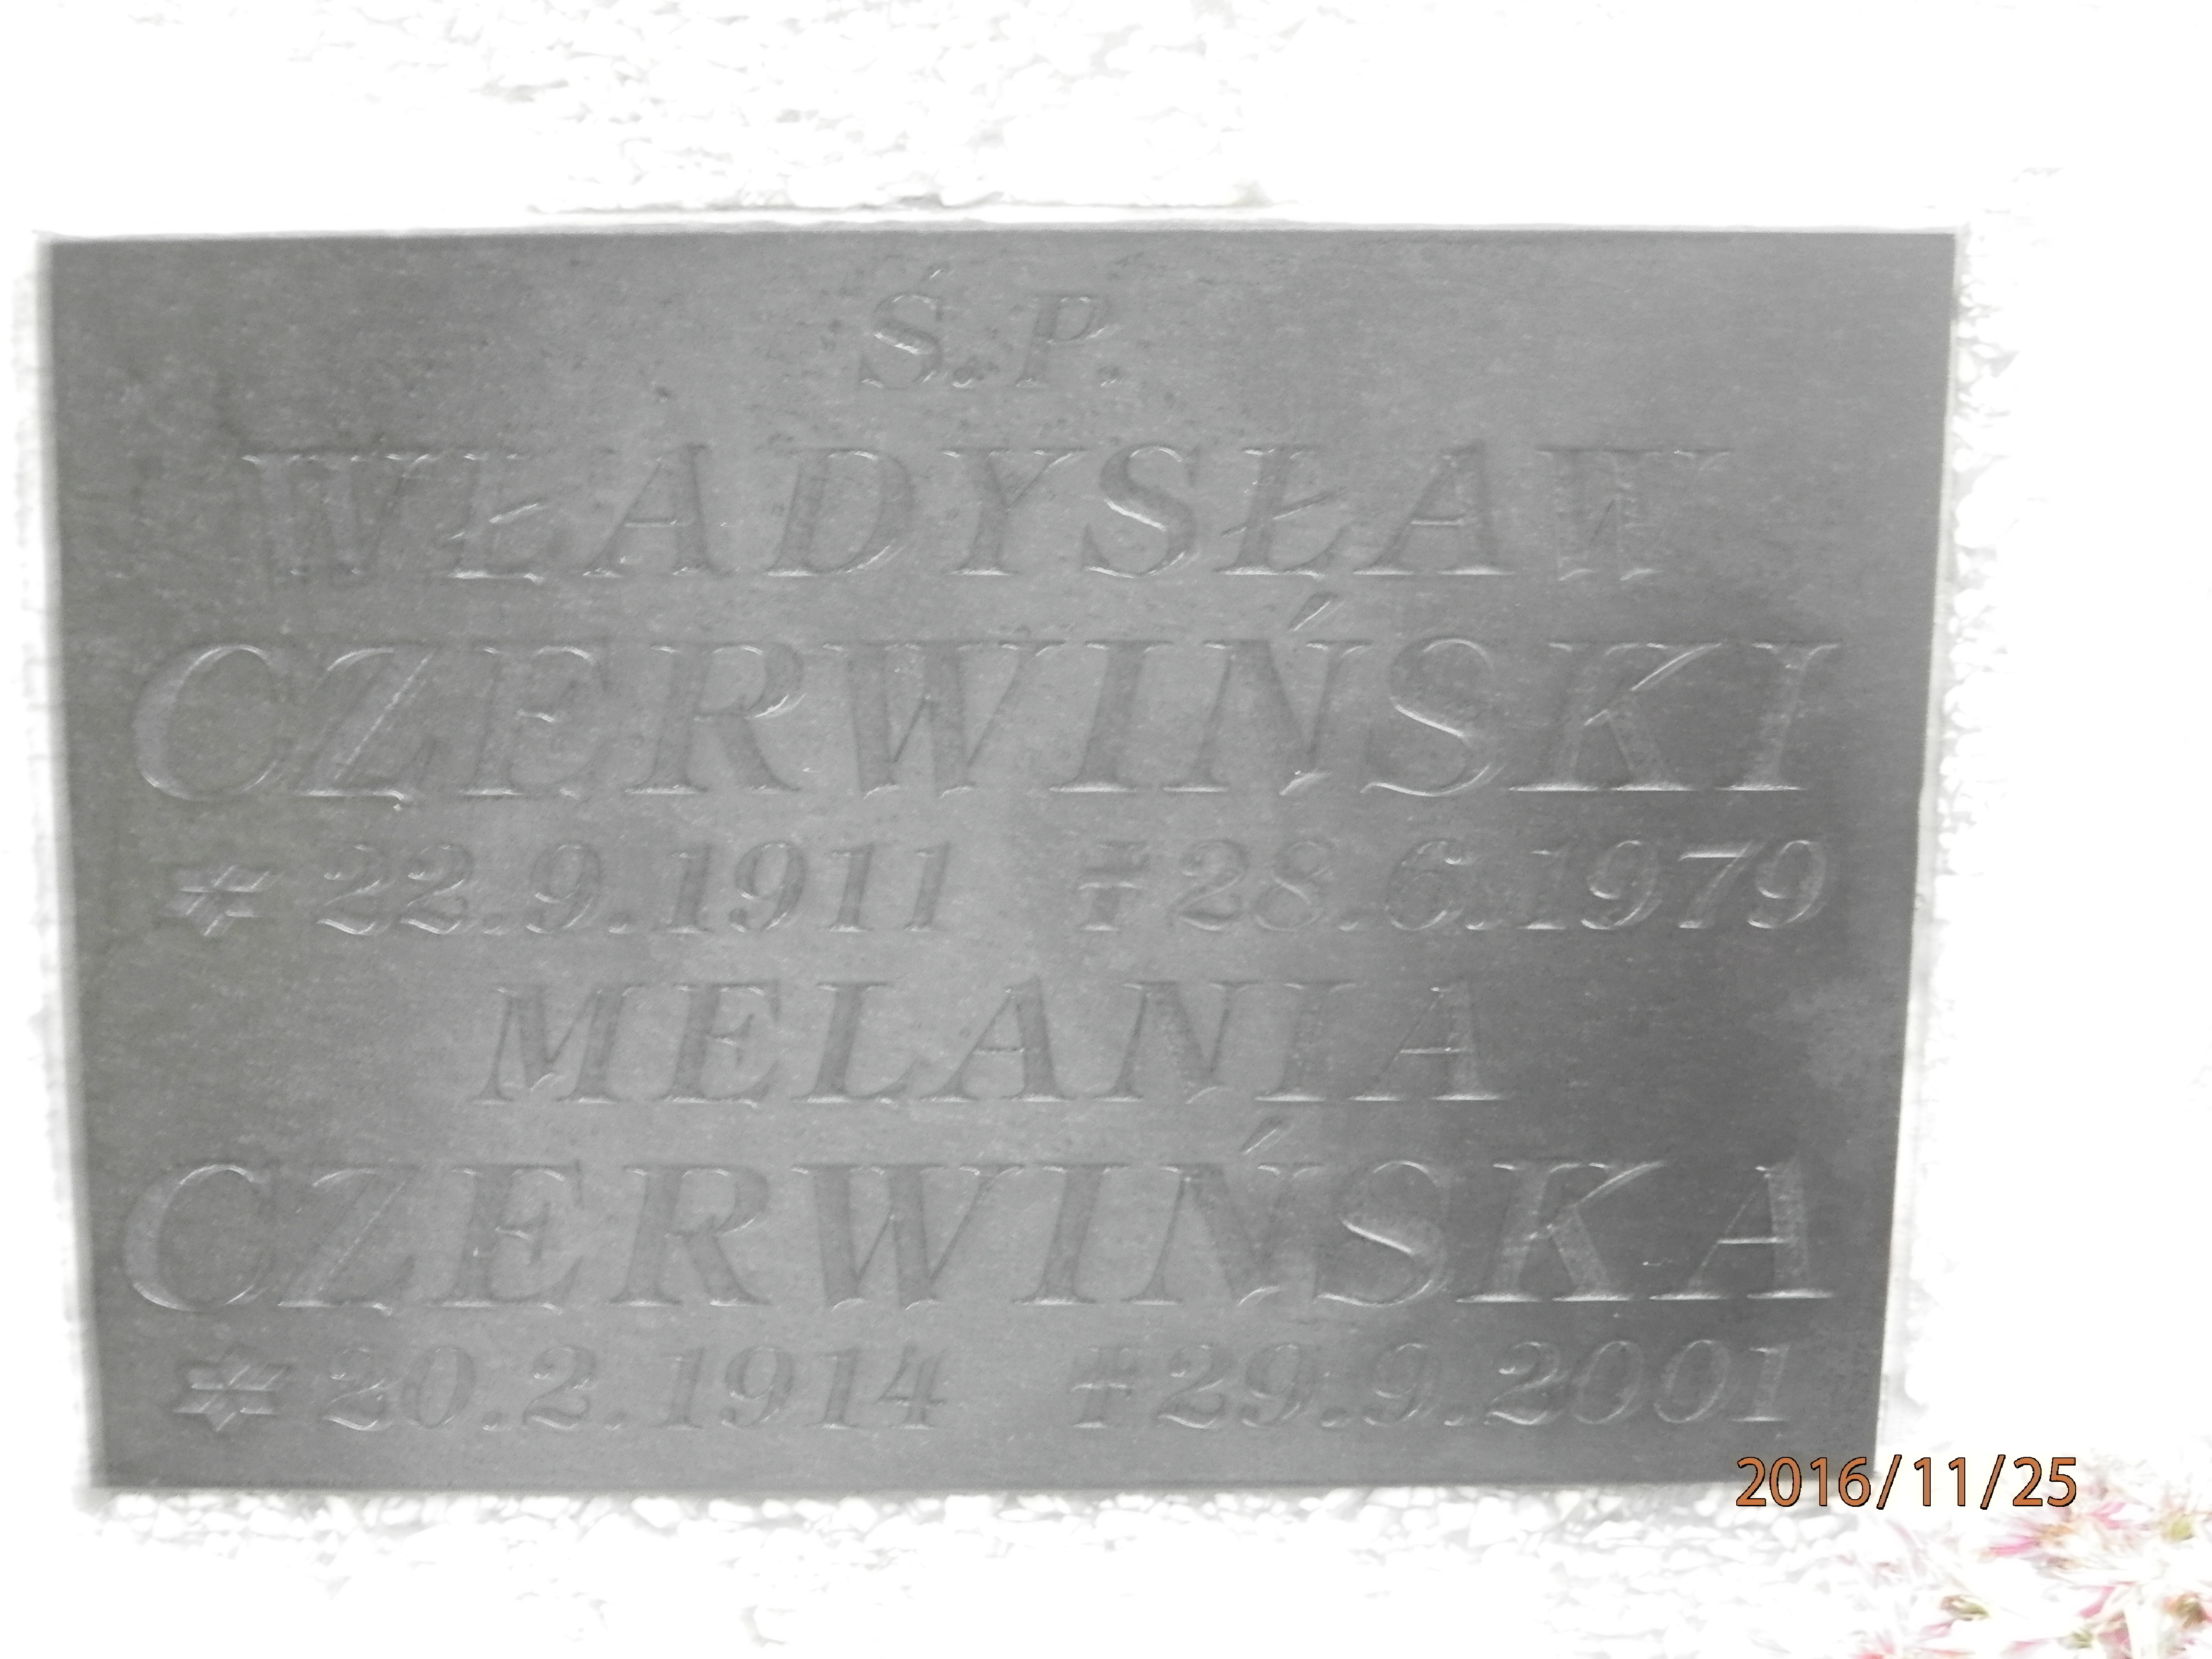 Ś.P.
WŁADYSŁAW
CZERWIŃSKI
* 22.9.1911 † 28.6.1979
MELANIA
CZERWIŃSKA
* 20.2.1914 † 29.9.2001
2016/11/25